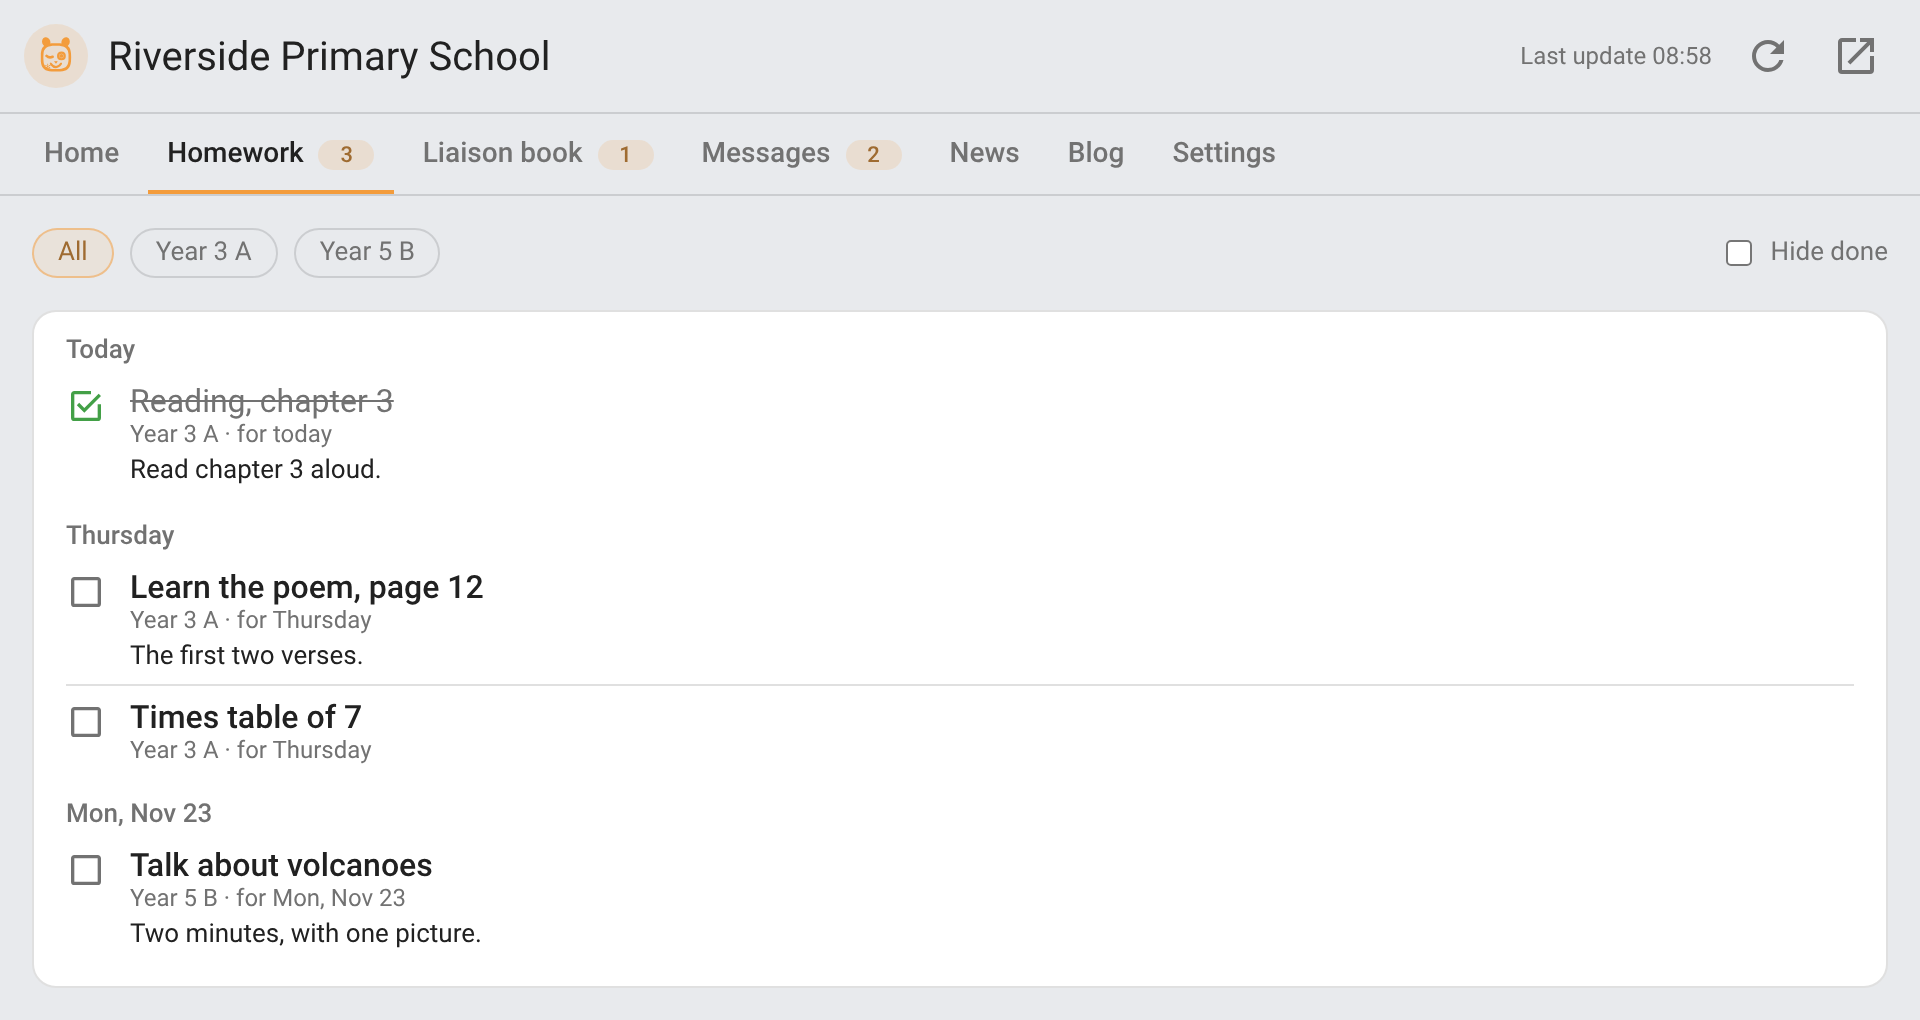 Riverside Primary School
Last update 08:58
Home Homework 3 Liaison book 1 Messages 2 News Blog Settings
All Year 3 A Year 5 B Hide done
Today
Reading, chapter 3
Year 3 A · for today
Read chapter 3 aloud.
Thursday
Learn the poem, page 12
Year 3 A · for Thursday
The first two verses.
Times table of 7
Year 3 A · for Thursday
Mon, Nov 23
Talk about volcanoes
Year 5 B · for Mon, Nov 23
Two minutes, with one picture.